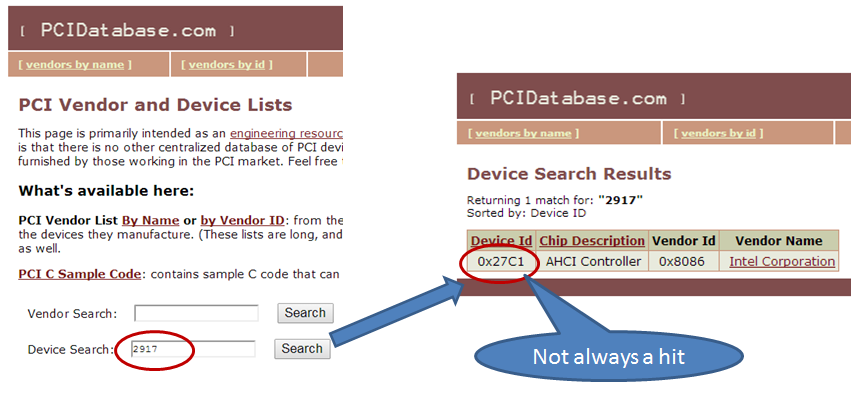 [ PCIDatabase.com ]
[ vendors by name ] [ vendors by id ]
PCI Vendor and Device Lists
This page is primarily intended as an engineering resourc
is that there is no other centralized database of PCI devi
furnished by those working in the PCI market. Feel free
What's available here:
PCI Vendor List By Name or by Vendor ID: from the
the devices they manufacture. (These lists are long, and
as well.
PCI C Sample Code: contains sample C code that can
Vendor Search: Search
Device Search: 2917 Search
[ PCIDatabase.com ]
[ vendors by name ] [ vendors by id ]
Device Search Results
Returning 1 match for: "2917"
Sorted by: Device ID
Device Id Chip Description Vendor Id Vendor Name
0x27C1 AHCI Controller 0x8086 Intel Corporation
Not always a hit